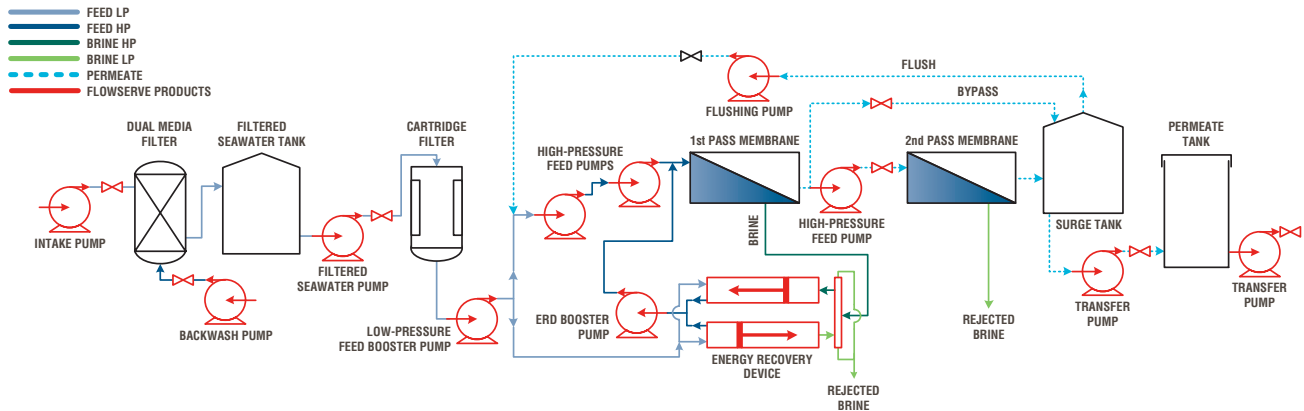 FEED LP
FEED HP
BRINE HP
BRINE LP
PERMEATE
FLOWSERVE PRODUCTS
FLUSH
FLUSHING PUMP
BYPASS
DUAL MEDIA
FILTER
FILTERED
SEAWATER TANK
CARTRIDGE
FILTER
HIGH-PRESSURE
FEED PUMPS
1st PASS MEMBRANE
2nd PASS MEMBRANE
PERMEATE
TANK
INTAKE PUMP
BACKWASH PUMP
FILTERED
SEAWATER PUMP
LOW-PRESSURE
FEED BOOSTER PUMP
ERD BOOSTER
PUMP
BRINE
HIGH-PRESSURE
FEED PUMP
SURGE TANK
ENERGY RECOVERY
DEVICE
REJECTED
BRINE
REJECTED
BRINE
TRANSFER
PUMP
TRANSFER
PUMP